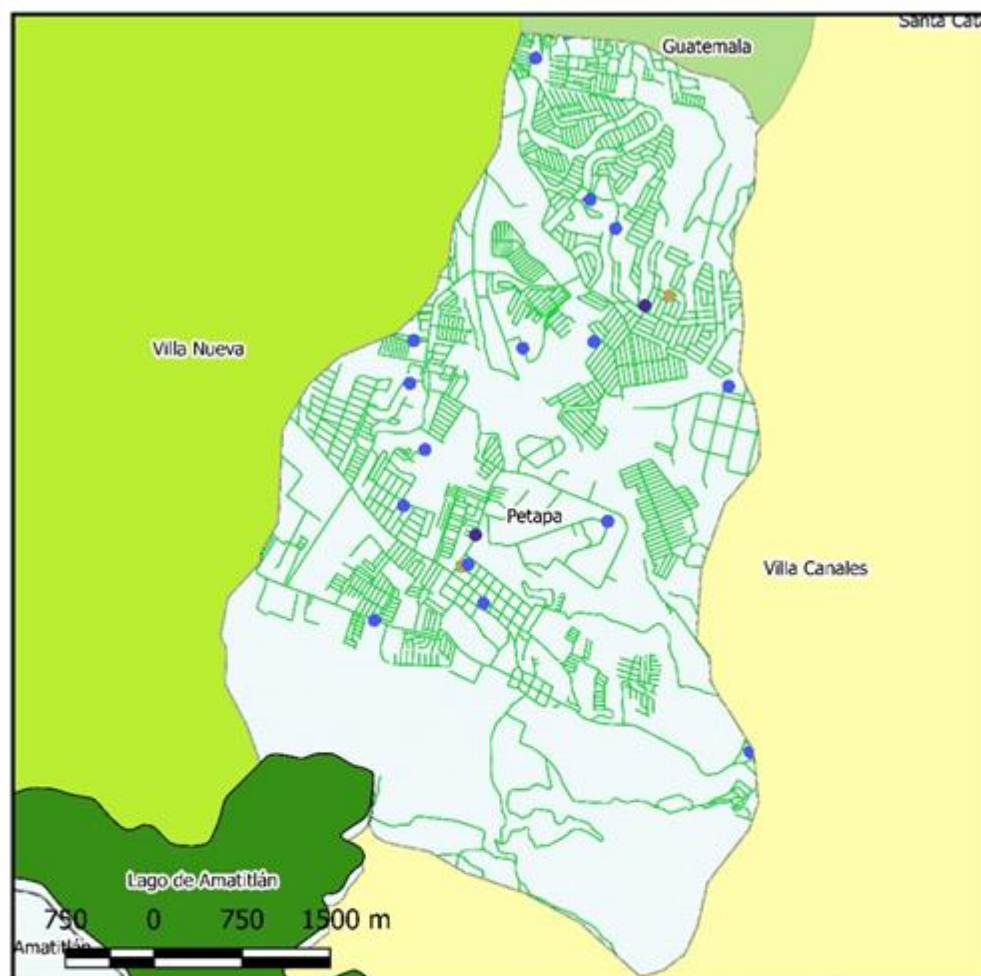 Santa Cat
Guatemala
Villa Nueva
Petapa
Villa Canales
Lago de Amatitlán
750 0 750 1500 m
Amatitlán